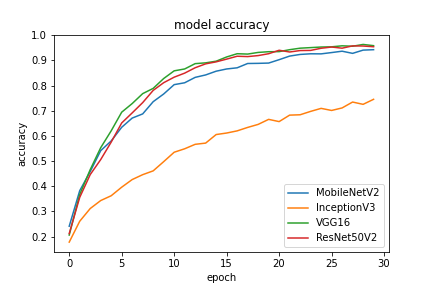 model accuracy
1.0
0.9
0.8
0.7
0.6
0.5
0.4
0.3
0.2
accuracy
MobileNetV2
InceptionV3
VGG16
ResNet50V2
0 5 10 15 20 25 30
epoch